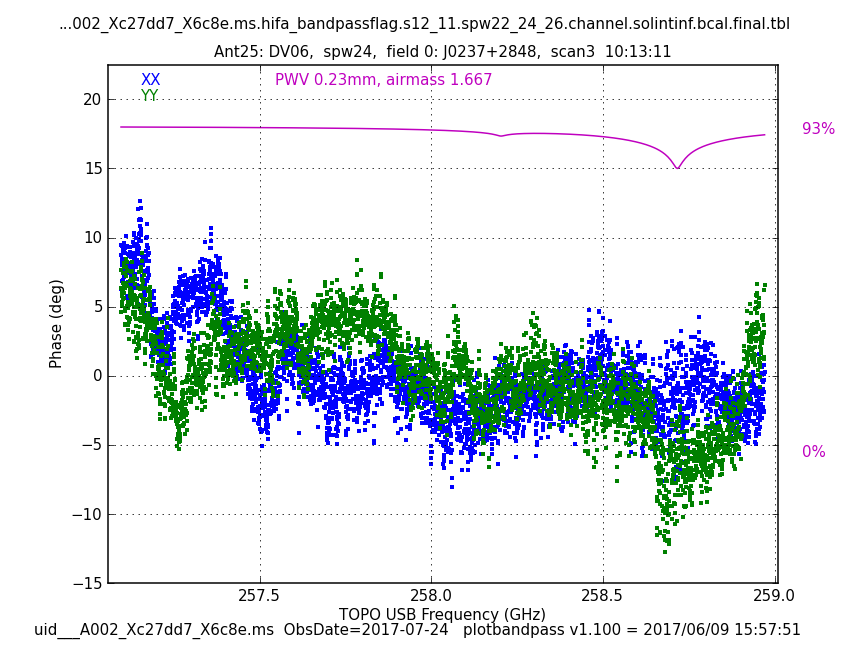 ...002_Xc27dd7_X6c8e.ms.hifa_bandpassflag.s12_11.spw22_24_26.channel.solintinf.bcal.final.tbl
Ant25: DV06,  spw24,  field 0: J0237+2848,  scan3  10:13:11
XX
YY
PWV 0.23mm, airmass 1.667
93%
0%
20
15
10
5
0
−5
−10
−15
Phase (deg)
257.5
258.0
258.5
259.0
TOPO USB Frequency (GHz)
uid___A002_Xc27dd7_X6c8e.ms  ObsDate=2017-07-24   plotbandpass v1.100 = 2017/06/09 15:57:51